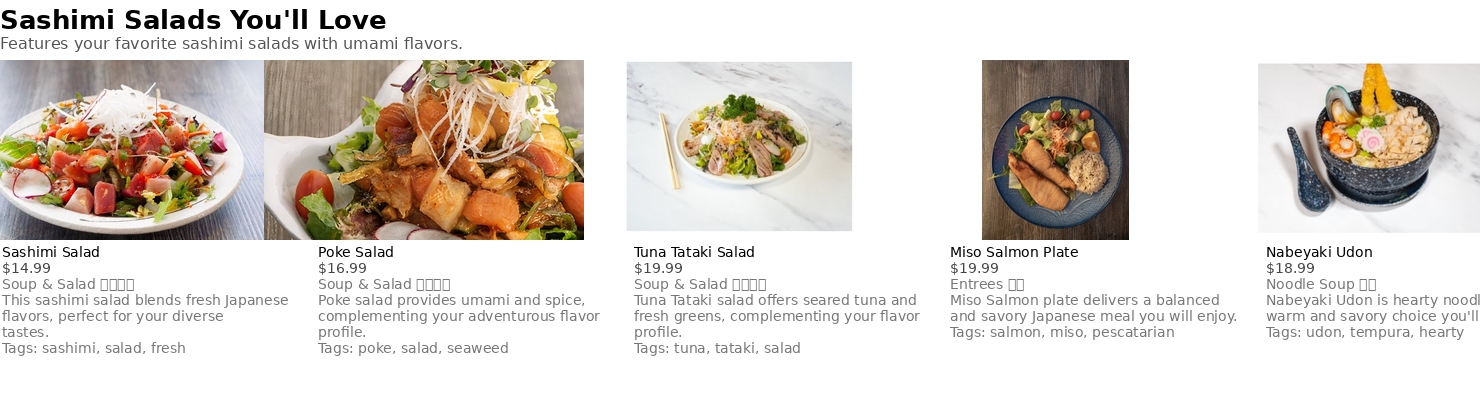 Sashimi Salads You'll Love
Features your favorite sashimi salads with umami flavors.
Sashimi Salad
$14.99
Soup & Salad
This sashimi salad blends fresh Japanese
flavors, perfect for your diverse
tastes.
Tags: sashimi, salad, fresh
Poke Salad
$16.99
Soup & Salad
Poke salad provides umami and spice,
complementing your adventurous flavor
profile.
Tags: poke, salad, seaweed
Tuna Tataki Salad
$19.99
Soup & Salad
Tuna Tataki salad offers seared tuna and
fresh greens, complementing your flavor
profile.
Tags: tuna, tataki, salad
Miso Salmon Plate
$19.99
Entrees
Miso Salmon plate delivers a balanced
and savory Japanese meal you will enjoy.
Tags: salmon, miso, pescatarian
Nabeyaki Udon
$18.99
Noodle Soup
Nabeyaki Udon is hearty
warm and savory choice you'll
Tags: udon, tempura, hearty